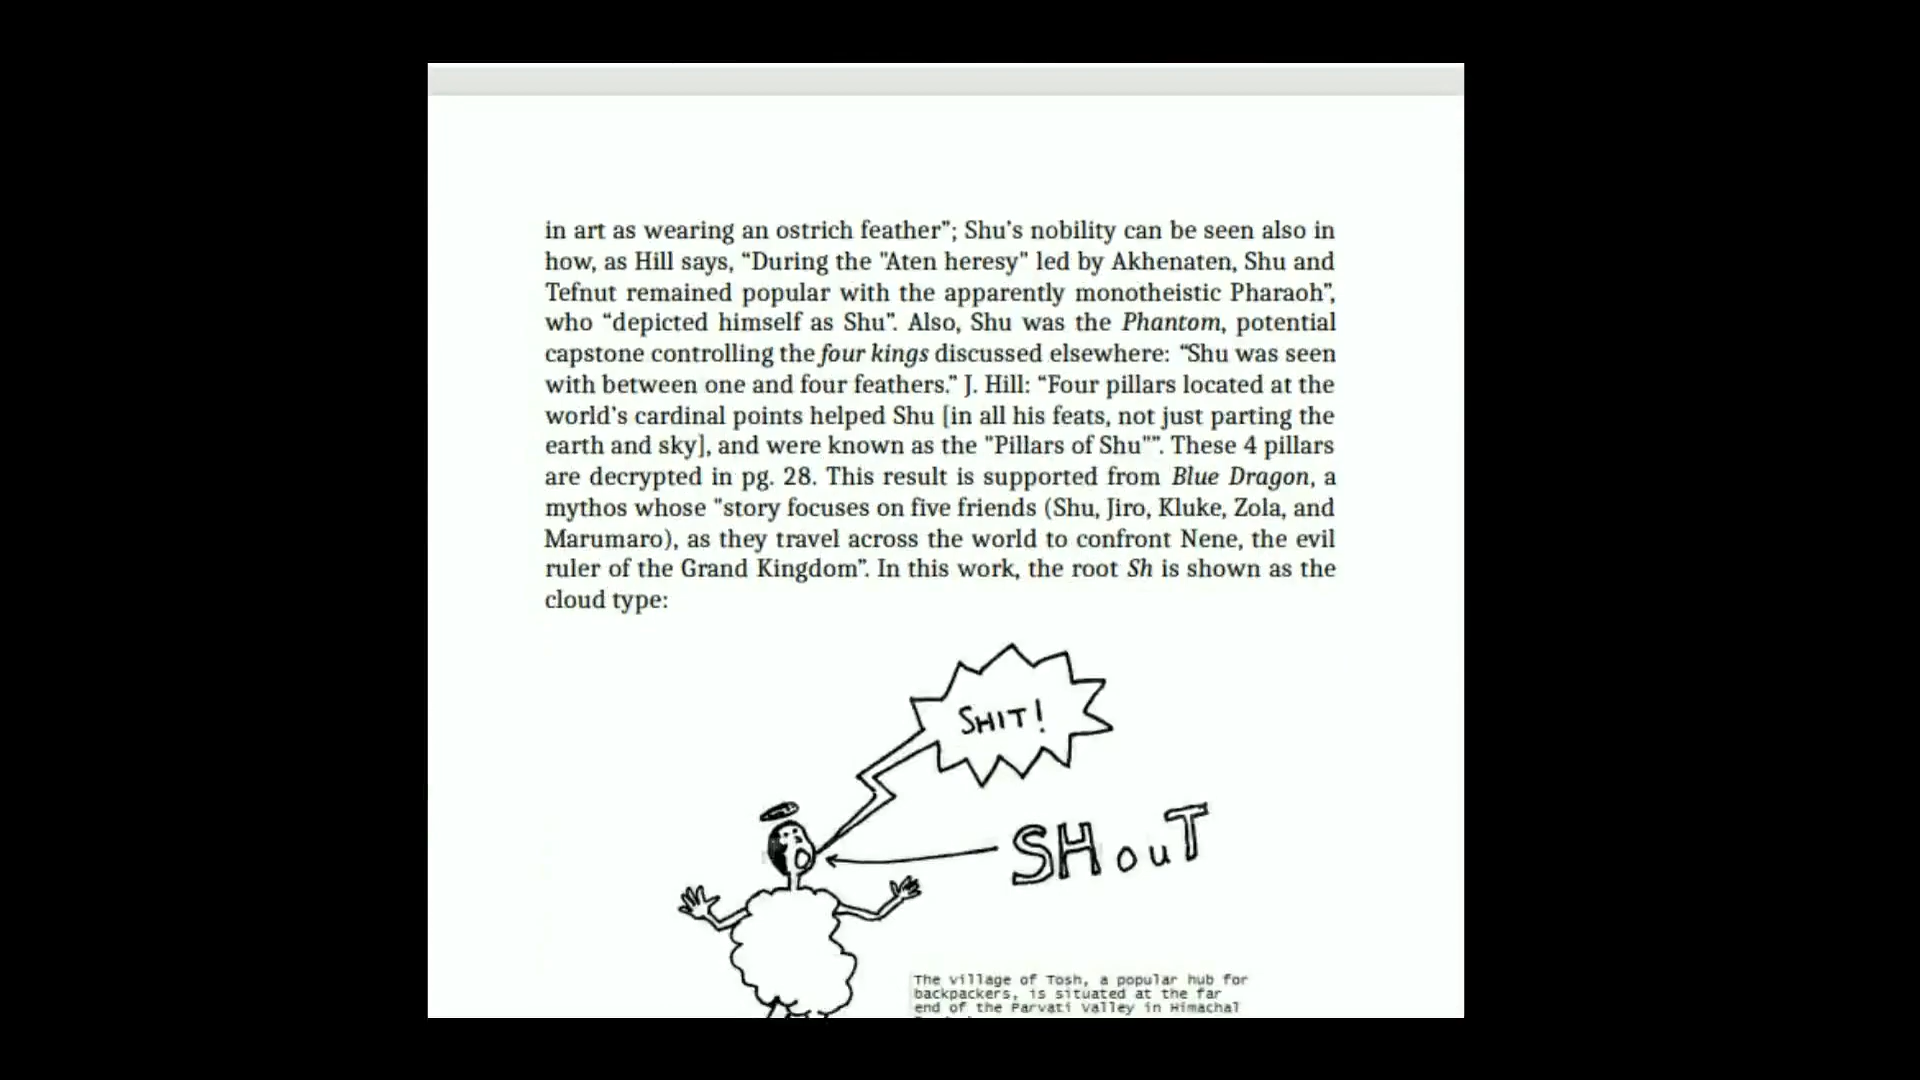 in art as wearing an ostrich feather”; Shu’s nobility can be seen also in
how, as Hill says, “During the "Aten heresy" led by Akhenaten, Shu and
Tefnut remained popular with the apparently monotheistic Pharaoh”,
who “depicted himself as Shu”. Also, Shu was the Phantom, potential
capstone controlling the four kings discussed elsewhere: “Shu was seen
with between one and four feathers.” J. Hill: “Four pillars located at the
world’s cardinal points helped Shu [in all his feats, not just parting the
earth and sky], and were known as the "Pillars of Shu"”. These 4 pillars
are decrypted in pg. 28. This result is supported from Blue Dragon, a
mythos whose "story focuses on five friends (Shu, Jiro, Kluke, Zola, and
Marumaro), as they travel across the world to confront Nene, the evil
ruler of the Grand Kingdom”. In this work, the root Sh is shown as the
cloud type:
SHIT!
SHouT
The village of Tosh, a popular hub for
backpackers, is situated at the far
end of the Parvati Valley in Himachal